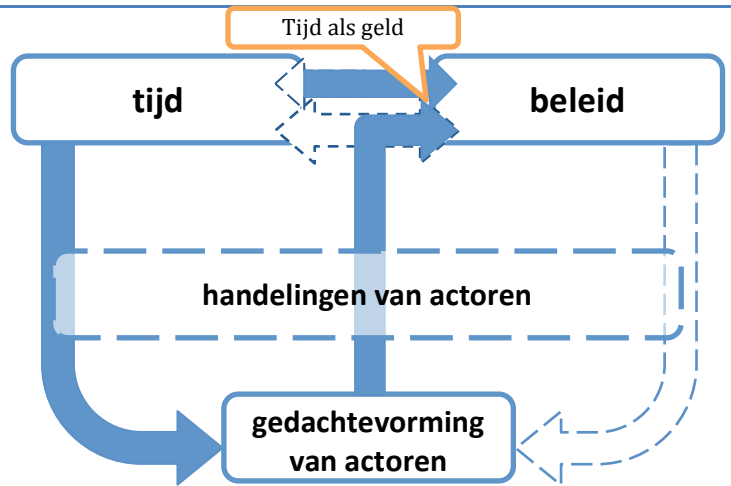 Tijd als geld
tijd
beleid
handelingen van actoren
gedachtevorming
van actoren